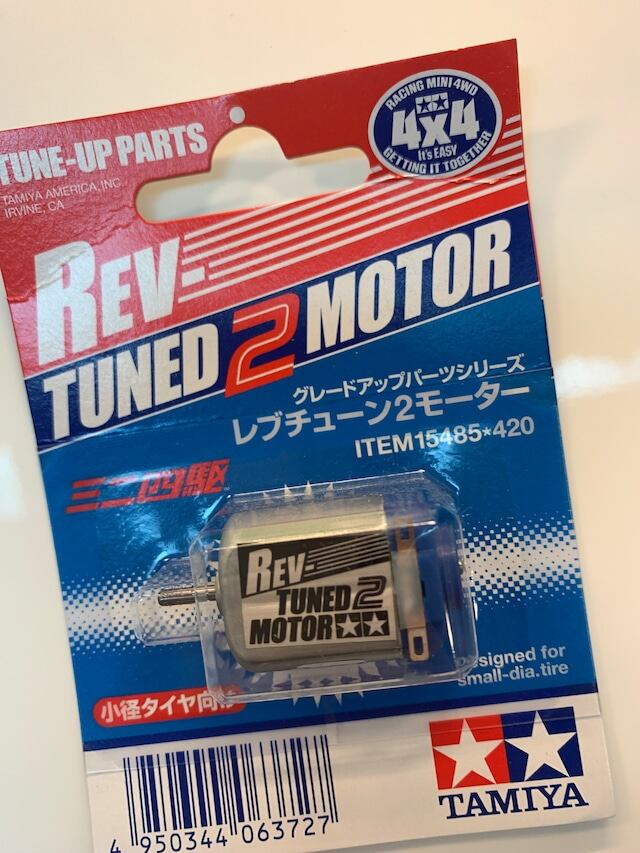 TUNE-UP PARTS
TAMIYA AMERICA, INC.
IRVINE, CA
RACING MINI 4WD
4x4
It's EASY
GETTING IT TOGETHER
REV-
TUNED 2 MOTOR
グレードアップパーツシリーズ
レブチューン2モーター
ITEM15485*420
ミニ四駆
REV-
TUNED 2
MOTOR
Designed for
small-dia.tire
小径タイヤ向け
TAMIYA
4 950344 063727